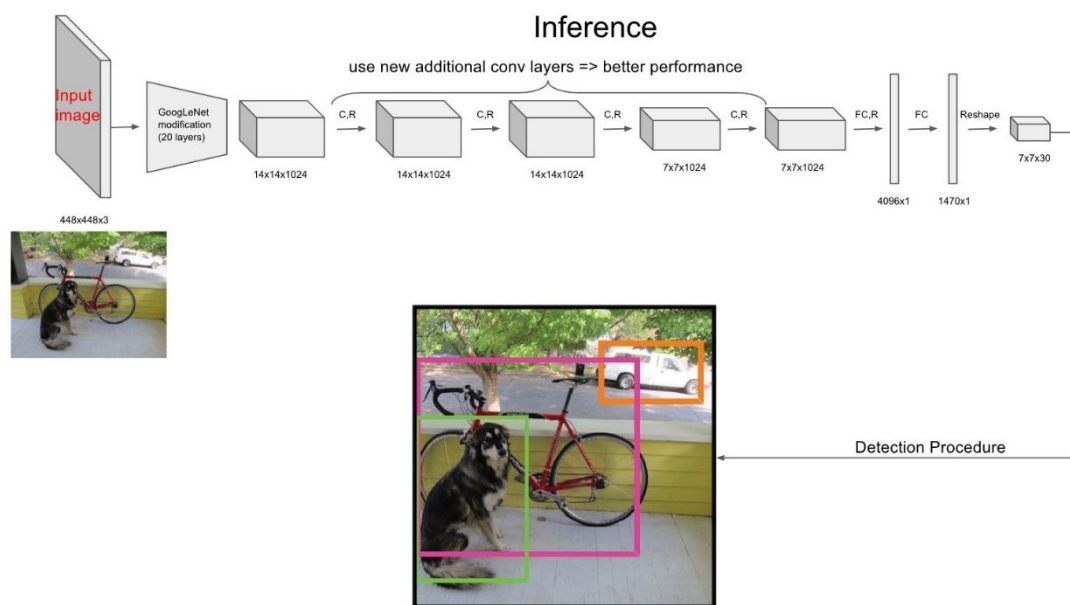 Inference
use new additional conv layers => better performance
Input
image
GoogLeNet
modification
(20 layers)
C,R
C,R
C,R
C,R
FC,R
FC
Reshape
14x14x1024
14x14x1024
14x14x1024
7x7x1024
7x7x1024
7x7x30
4096x1
1470x1
448x448x3
Detection Procedure